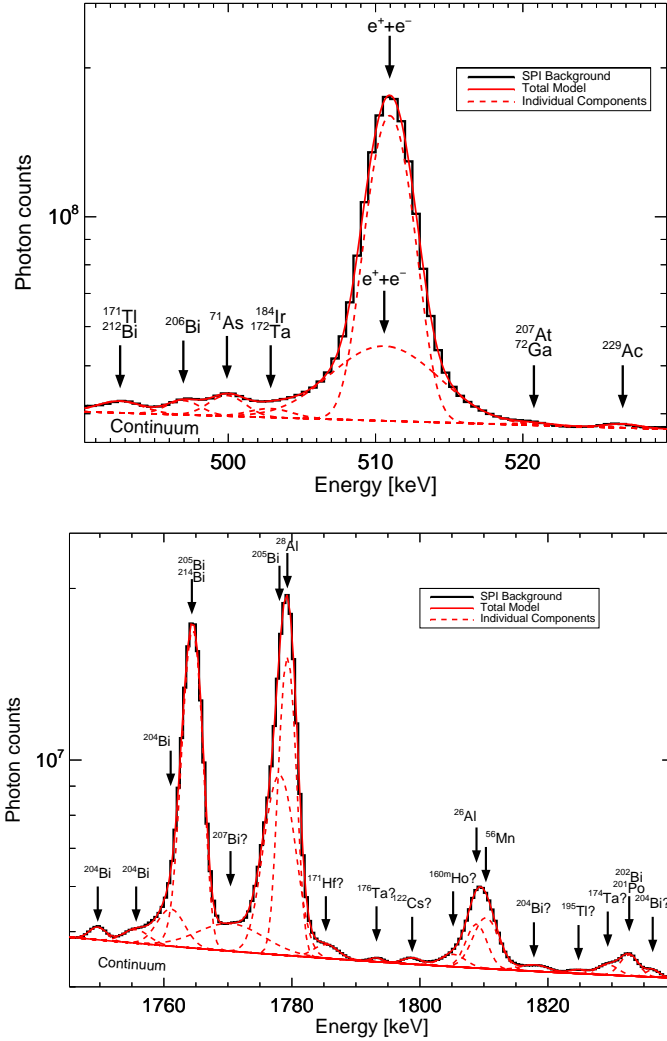 e⁺+e⁻
SPI Background
Total Model
Individual Components
10⁸
Photon counts
e⁺+e⁻
¹⁷¹Tl
²¹²Bi
²⁰⁶Bi
⁷¹As
¹⁸⁴Ir
¹⁷²Ta
²⁰⁷At
⁷²Ga
²²⁹Ac
Continuum
500
510
520
Energy [keV]
²⁸Al
²⁰⁵Bi
²⁰⁵Bi
²¹⁴Bi
SPI Background
Total Model
Individual Components
10⁷
Photon counts
²⁰⁴Bi
²⁰⁷Bi?
²⁶Al
⁵⁶Mn
²⁰⁴Bi
²⁰⁴Bi
¹⁷¹Hf?
¹⁷⁶Ta?
¹²²Cs?
¹⁶⁰ᵐHo?
²⁰⁴Bi?
¹⁹⁵Tl?
¹⁷⁴Ta?
²⁰²Bi
²⁰¹Po
²⁰⁴Bi?
Continuum
1760
1780
1800
1820
Energy [keV]